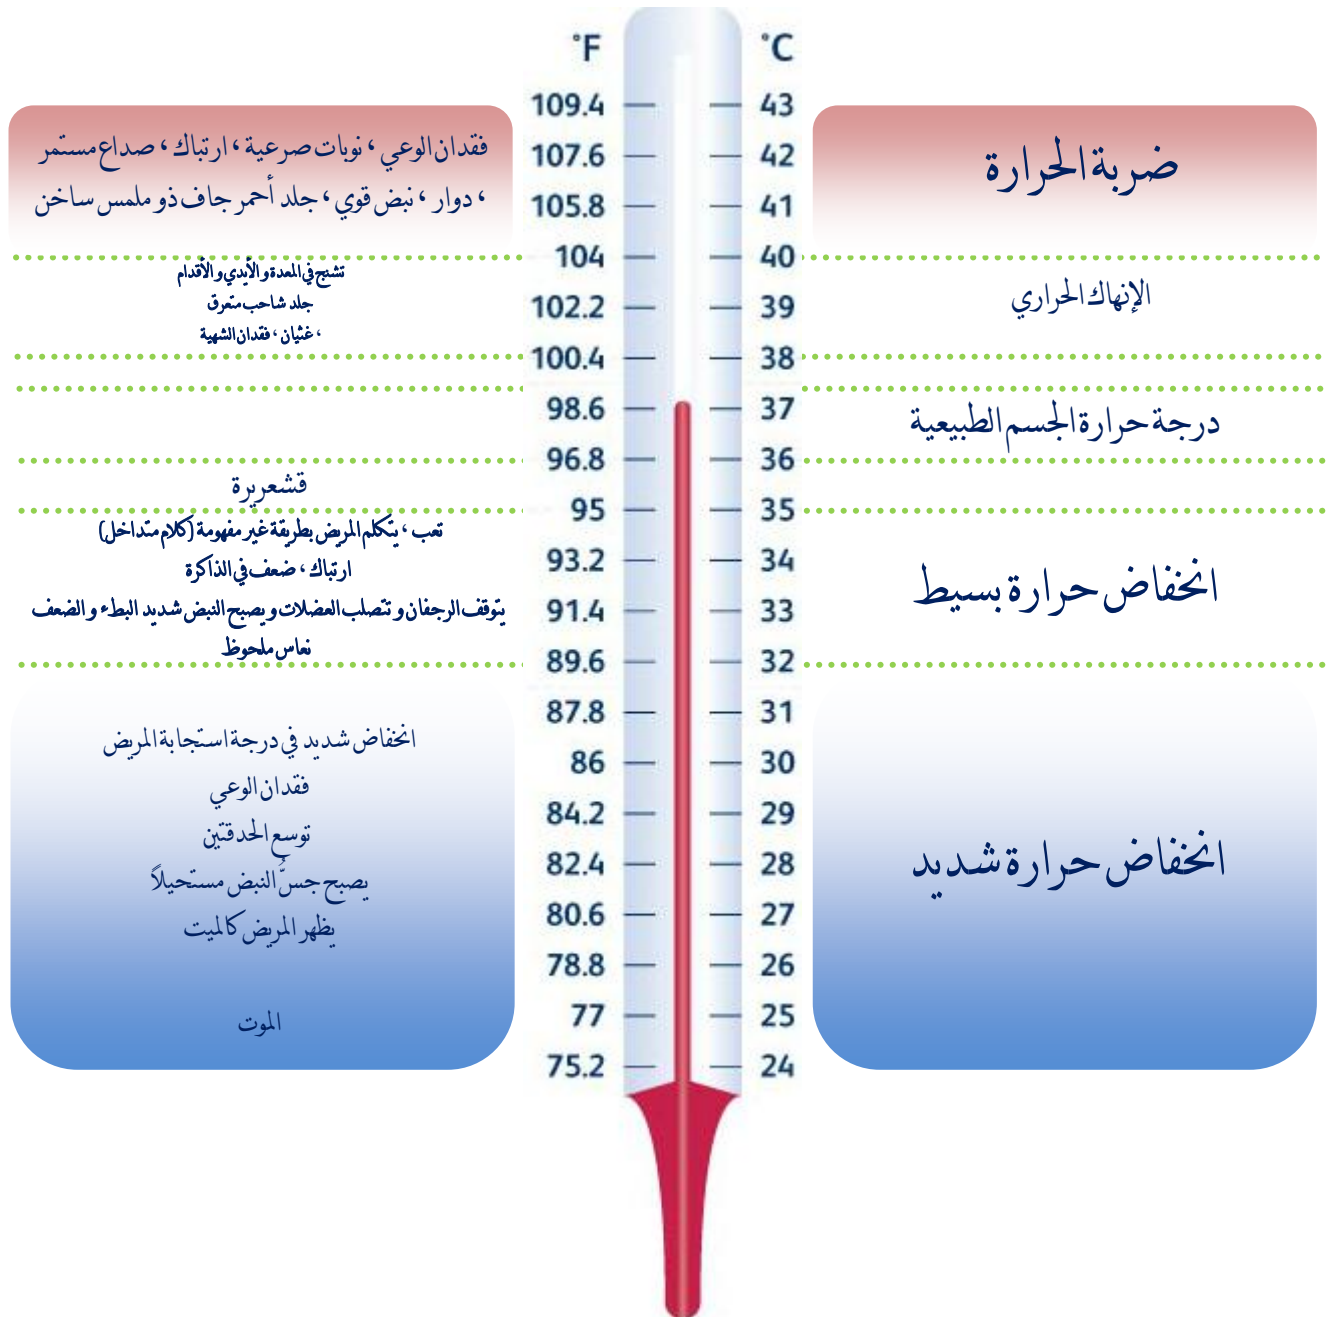 °F
°C
109.4
43
107.6
42
105.8
41
104
40
102.2
39
100.4
38
98.6
37
96.8
36
95
35
93.2
34
91.4
33
89.6
32
87.8
31
86
30
84.2
29
82.4
28
80.6
27
78.8
26
77
25
75.2
24
ضربة الحرارة
الإنهاك الحراري
درجة حرارة الجسم الطبيعية
انخفاض حرارة بسيط
انخفاض حرارة شديد
فقدان الوعي ، نوبات صرعية ، ارتباك ، صداع مستمر
، دوار ، نبض قوي ، جلد أحمر جاف ذو ملمس ساخن
تشنج في المعدة و الأيدي و الأقدام
جلد شاحب متعرق
، غثيان ، فقدان الشهية
قشعريرة
تعب ، يتكلم المريض بطريقة غير مفهومة (كلام متداخل)
ارتباك ، ضعف في الذاكرة
يتوقف الرجفان و تتصلب العضلات و يصبح النبض شديد البطء و الضعف
نعاس ملحوظ
انخفاض شديد في درجة استجابة المريض
فقدان الوعي
توسع الحدقتين
يصبح جسُّ النبض مستحيلاً
يظهر المريض كالميت
الموت